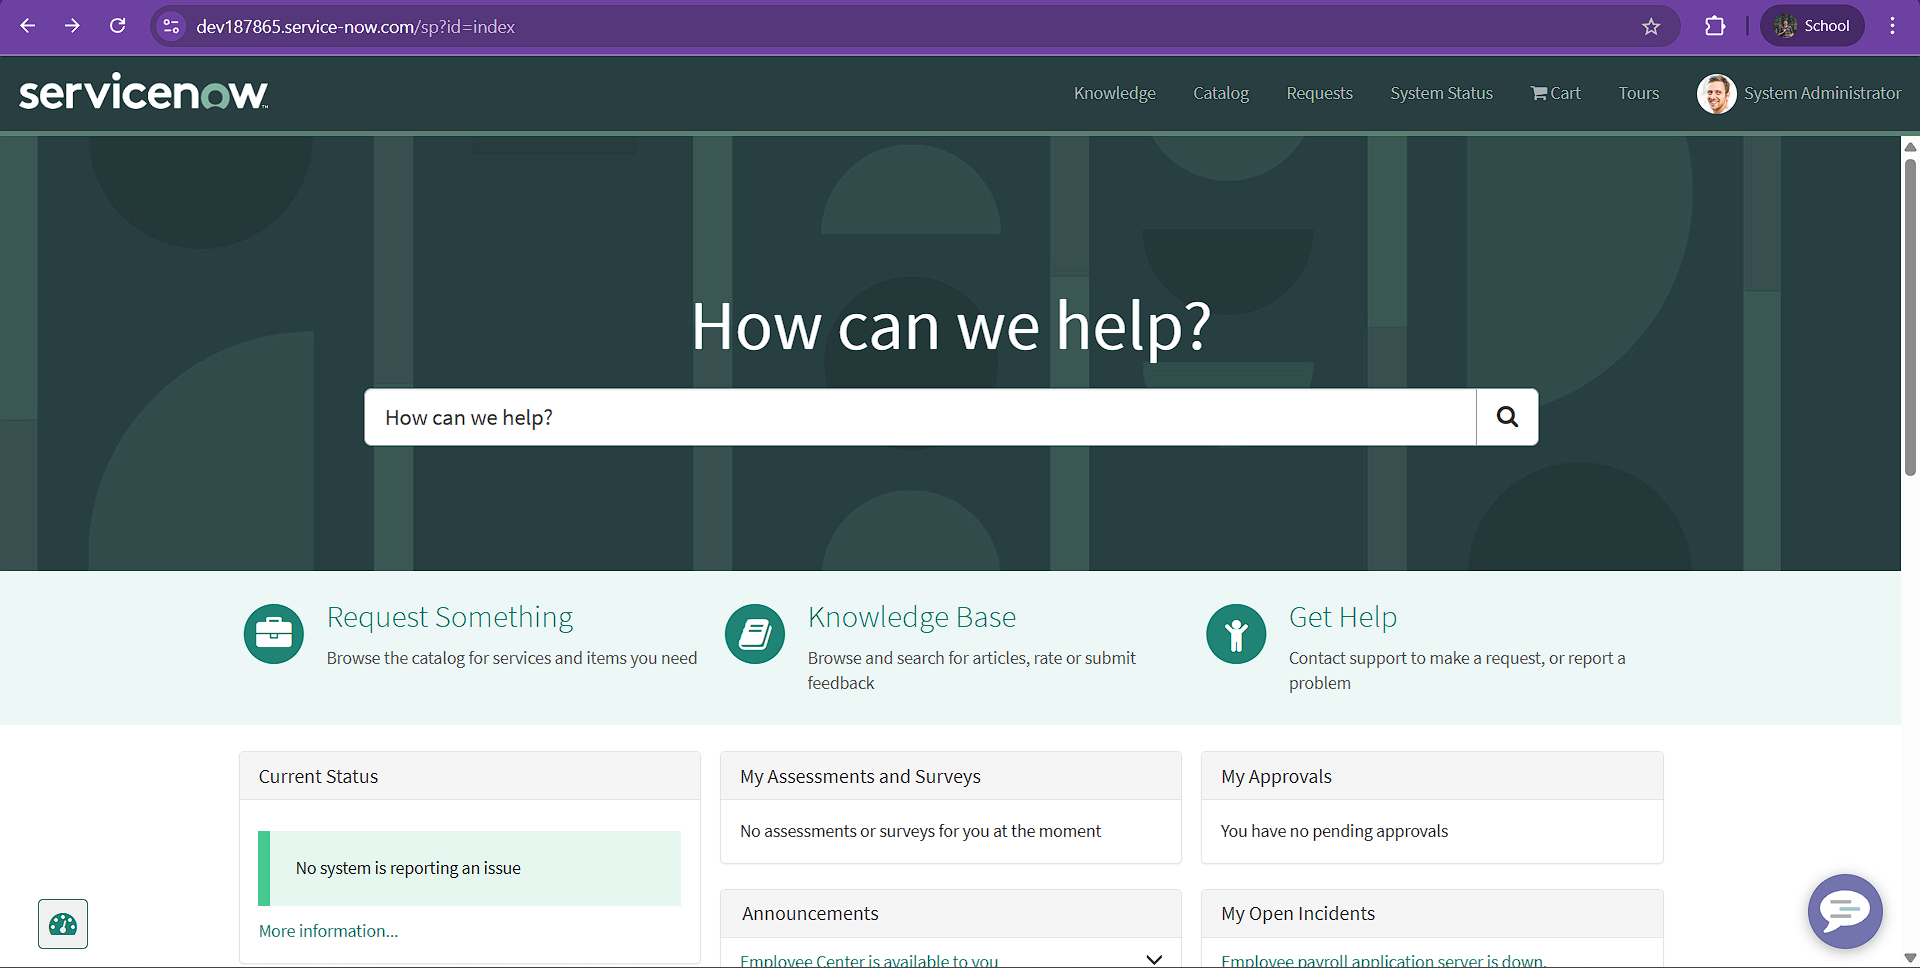 dev187865.service-now.com/sp?id=index
School
servicenow™
Knowledge
Catalog
Requests
System Status
Cart
Tours
System Administrator
How can we help?
How can we help?
Request Something
Browse the catalog for services and items you need
Knowledge Base
Browse and search for articles, rate or submit
feedback
Get Help
Contact support to make a request, or report a
problem
Current Status
No system is reporting an issue
More information...
My Assessments and Surveys
No assessments or surveys for you at the moment
My Approvals
You have no pending approvals
Announcements
Employee Center is available to you
My Open Incidents
Employee payroll application server is down.